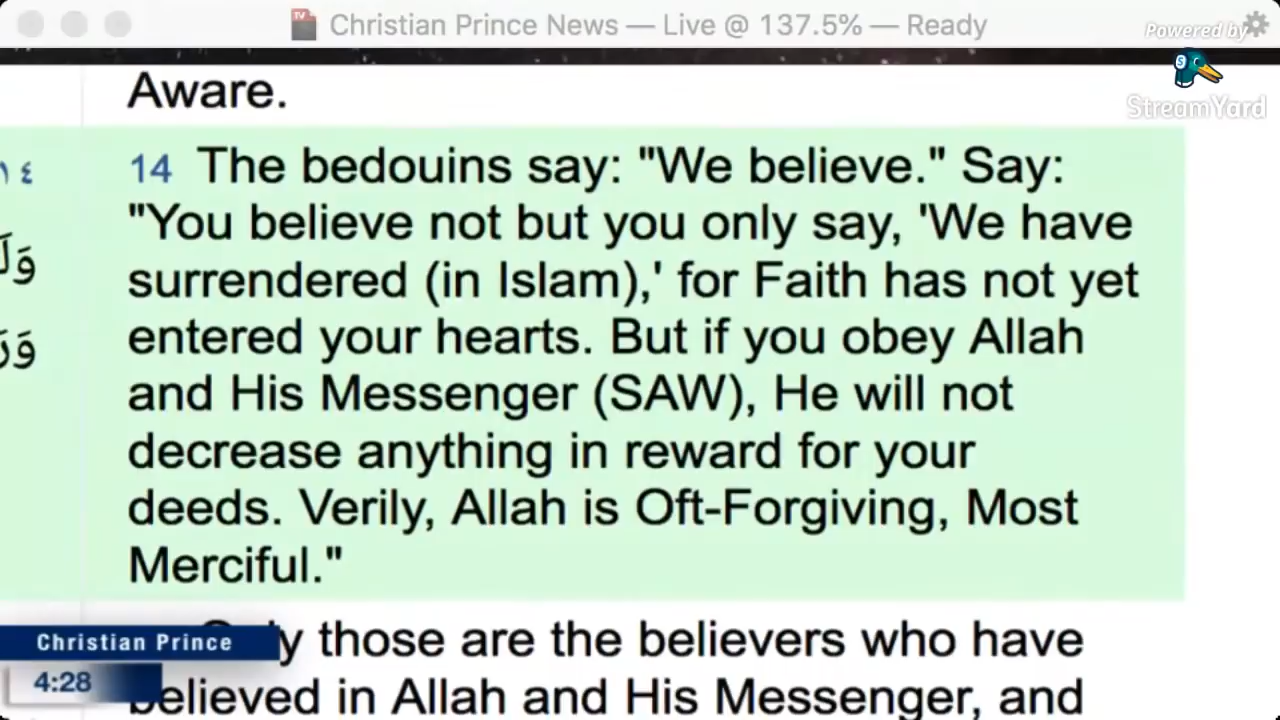 Christian Prince News — Live @ 137.5% — Ready
Powered by
StreamYard
Aware.
١٤
14 The bedouins say: "We believe." Say:
"You believe not but you only say, 'We have
surrendered (in Islam),' for Faith has not yet
entered your hearts. But if you obey Allah
and His Messenger (SAW), He will not
decrease anything in reward for your
deeds. Verily, Allah is Oft-Forgiving, Most
Merciful."
those are the believers who have
believed in Allah and His Messenger, and
Christian Prince
4:28